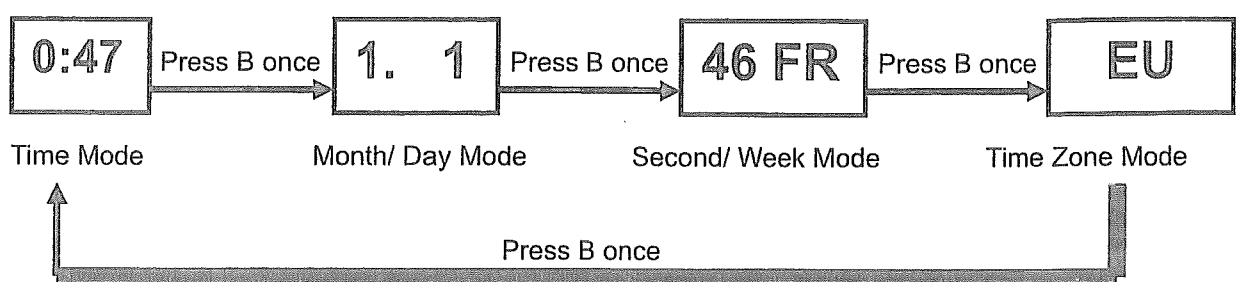 0:47 Press B once 1. 1 Press B once 46 FR Press B once EU
Time Mode Month/ Day Mode Second/ Week Mode Time Zone Mode
Press B once